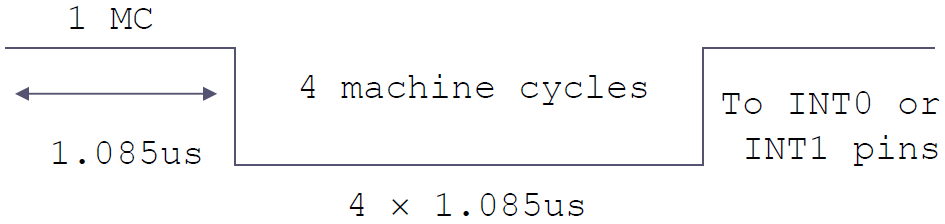 1 MC
4 machine cycles
To INT0 or
INT1 pins
1.085us
4 × 1.085us